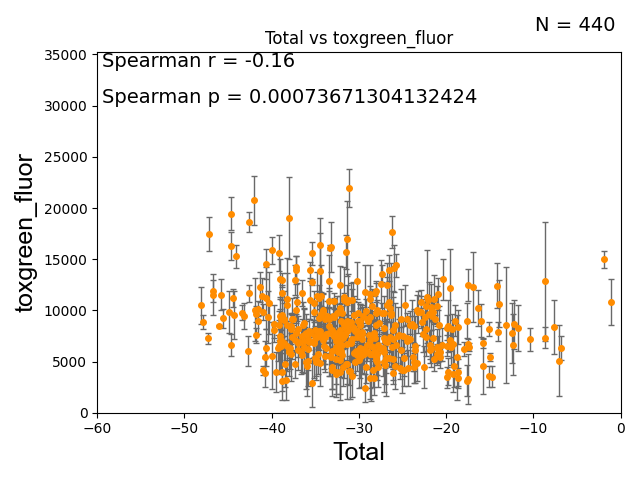 N = 440
Total vs toxgreen_fluor
Spearman r = -0.16
Spearman p = 0.00073671304132424
35000
30000
25000
20000
15000
10000
5000
0
toxgreen_fluor
−60 −50 −40 −30 −20 −10 0
Total